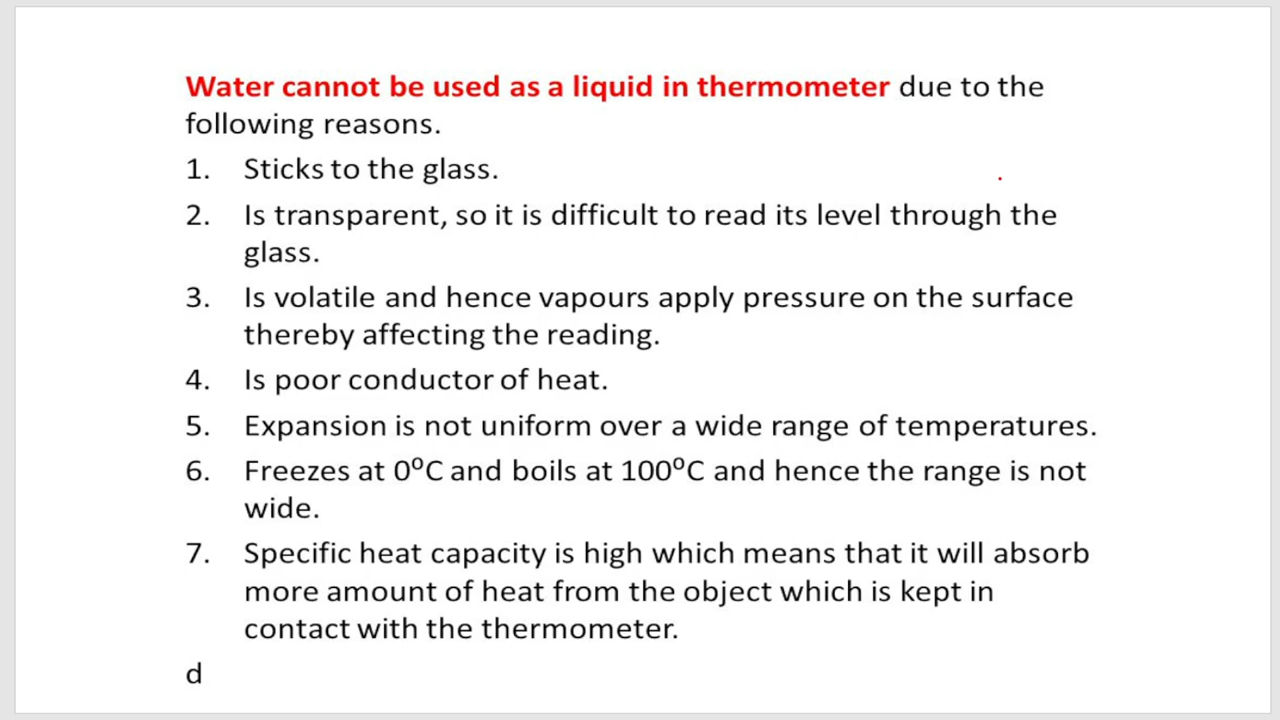 Water cannot be used as a liquid in thermometer due to the
following reasons.
1. Sticks to the glass.
2. Is transparent, so it is difficult to read its level through the
glass.
3. Is volatile and hence vapours apply pressure on the surface
thereby affecting the reading.
4. Is poor conductor of heat.
5. Expansion is not uniform over a wide range of temperatures.
6. Freezes at 0⁰C and boils at 100⁰C and hence the range is not
wide.
7. Specific heat capacity is high which means that it will absorb
more amount of heat from the object which is kept in
contact with the thermometer.
d